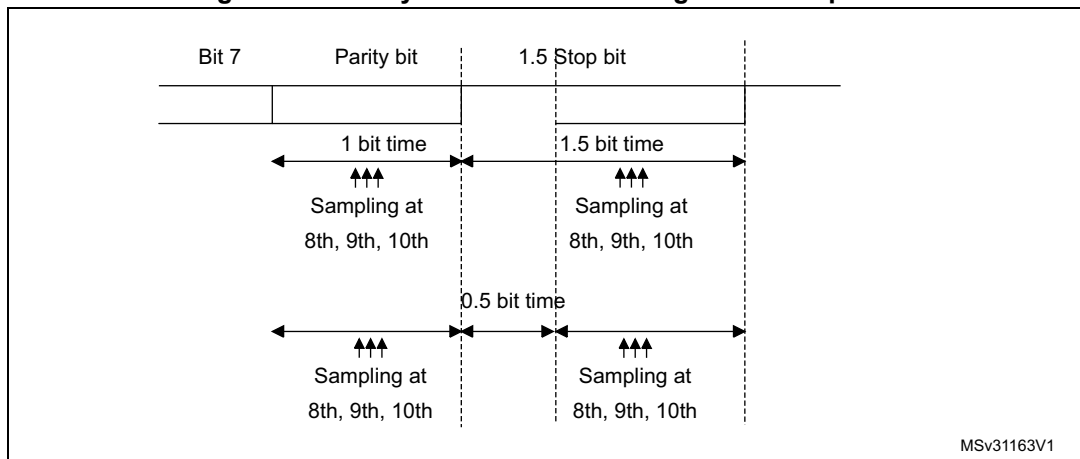 Bit 7 Parity bit 1.5 Stop bit
1 bit time 1.5 bit time
Sampling at Sampling at
8th, 9th, 10th 8th, 9th, 10th
0.5 bit time
Sampling at Sampling at
8th, 9th, 10th 8th, 9th, 10th
MSv31163V1